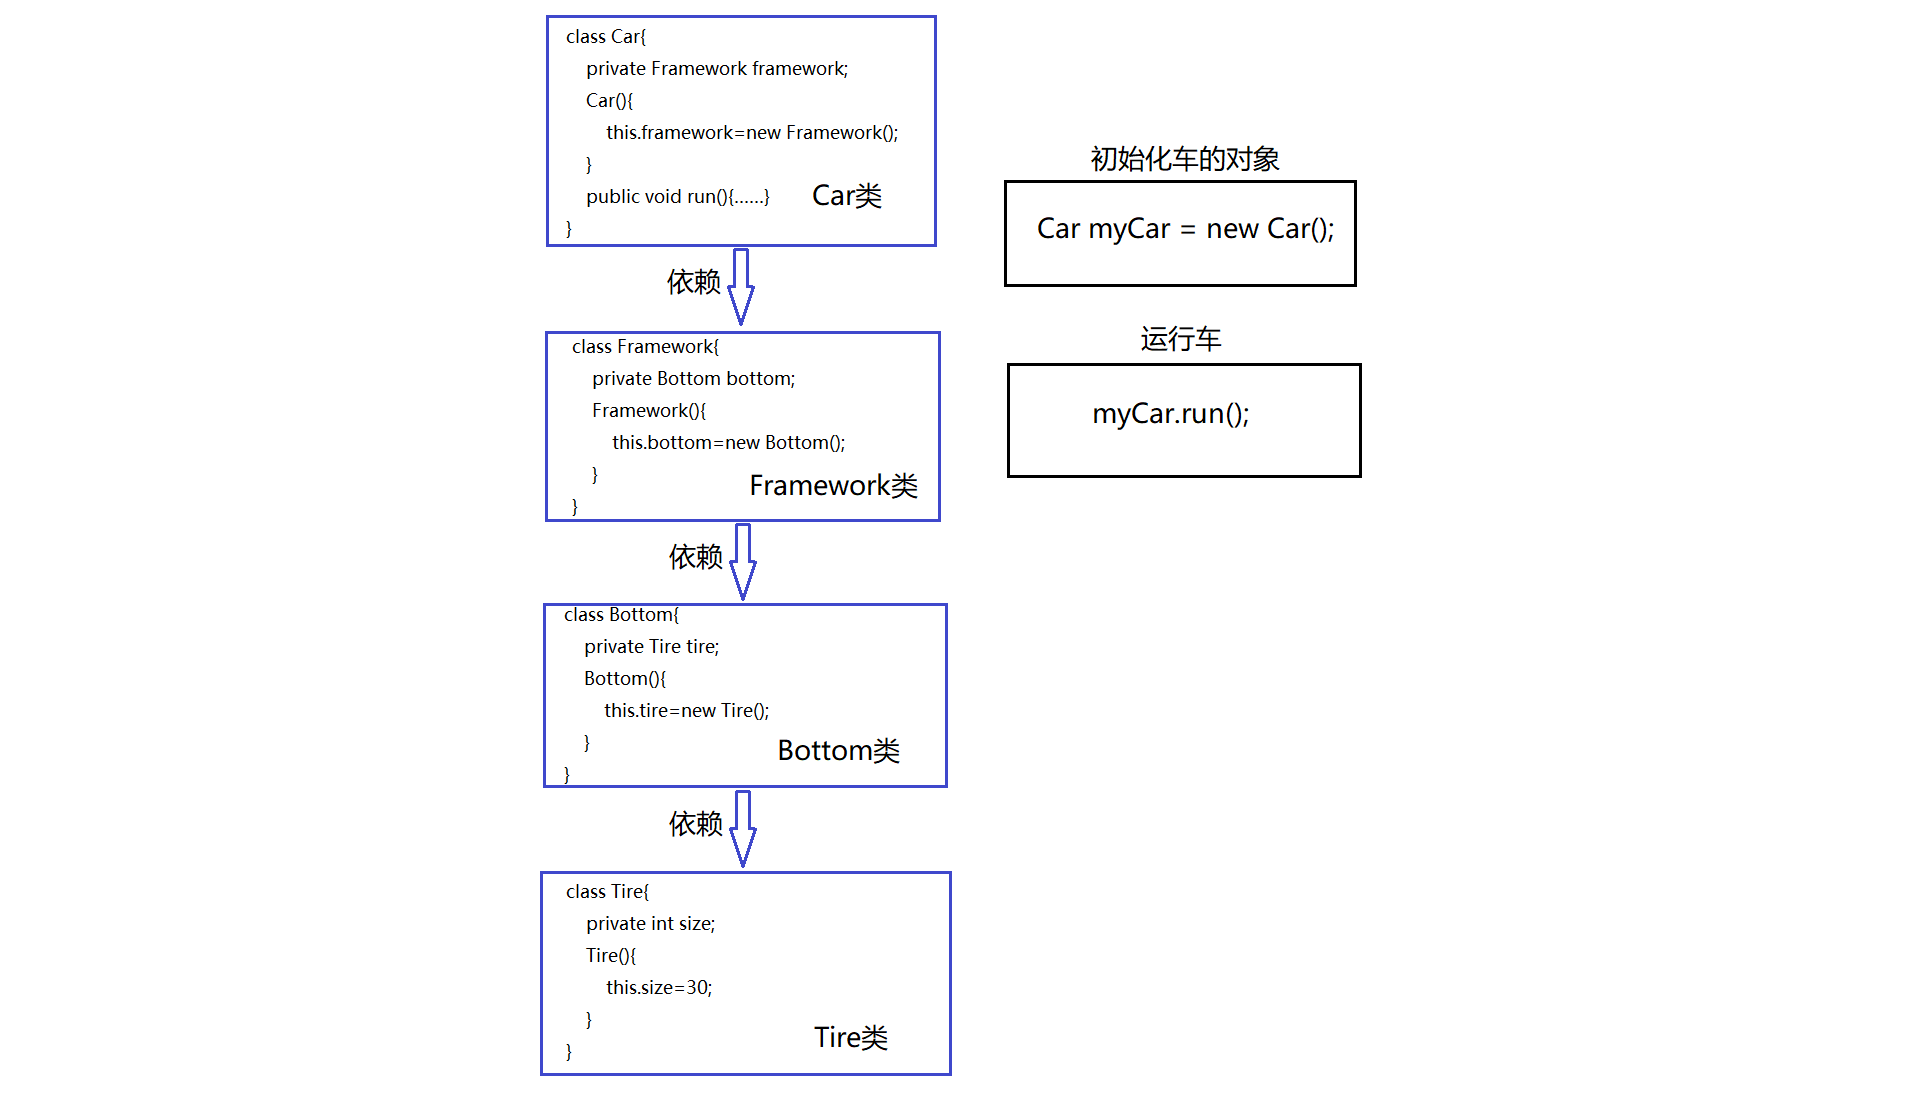 class Car{
private Framework framework;
Car(){
this.framework=new Framework();
}
public void run(){......}
Car类
}
依赖
class Framework{
private Bottom bottom;
Framework(){
this.bottom=new Bottom();
}
Framework类
}
依赖
class Bottom{
private Tire tire;
Bottom(){
this.tire=new Tire();
}
Bottom类
}
依赖
class Tire{
private int size;
Tire(){
this.size=30;
}
Tire类
}
初始化车的对象
Car myCar = new Car();
运行车
myCar.run();